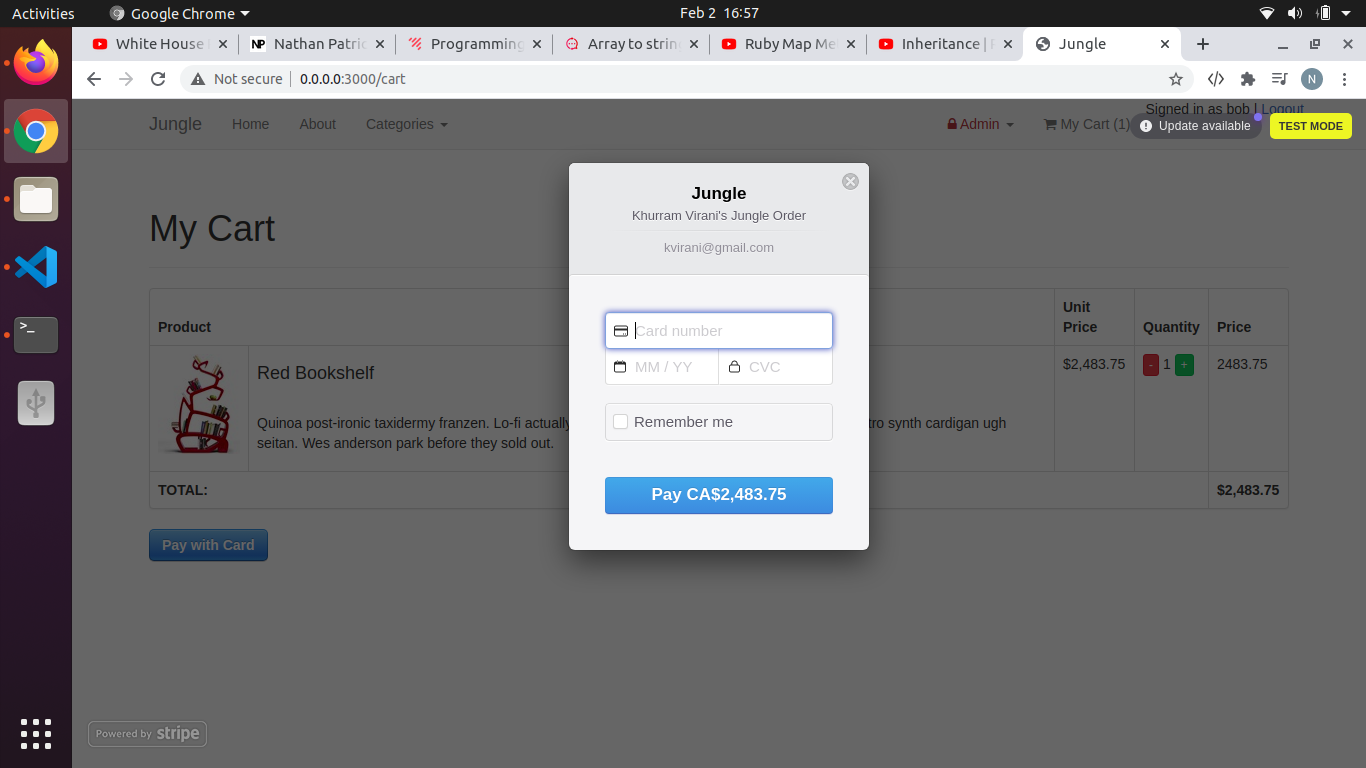 Activities Google Chrome Feb 2 16:57
White House Nathan Patric Programming Array to strin Ruby Map Me Inheritance | Jungle
Not secure 0.0.0.0:3000/cart N
Signed in as bob | Logout
Jungle Home About Categories Admin My Cart (1) Update available TEST MODE
Jungle
Khurram Virani's Jungle Order
kvirani@gmail.com
My Cart
Product Unit Price Quantity Price
Red Bookshelf $2,483.75 - 1 + 2483.75
Quinoa post-ironic taxidermy franzen. Lo-fi actually tro synth cardigan ugh
seitan. Wes anderson park before they sold out.
TOTAL: $2,483.75
Card number
MM / YY CVC
Remember me
Pay CA$2,483.75
Pay with Card
Powered by stripe